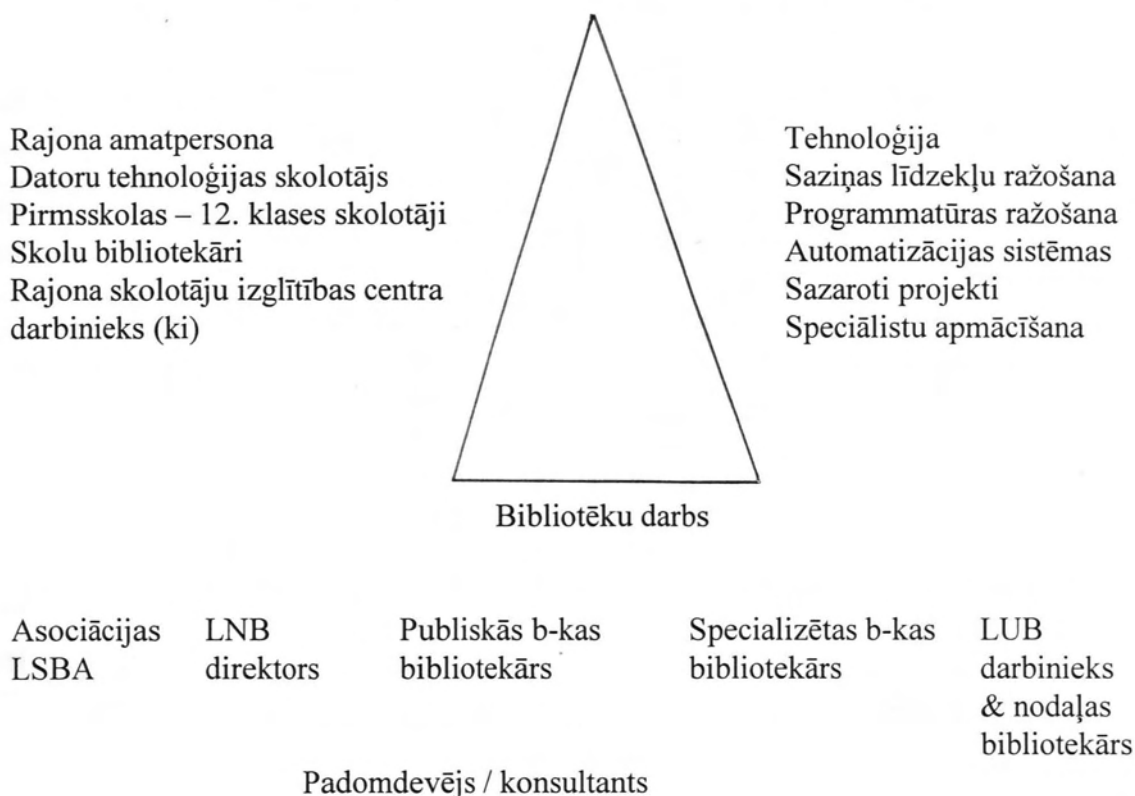 Rajona amatpersona
Datoru tehnoloģijas skolotājs
Pirmsskolas – 12. klases skolotāji
Skolu bibliotekāri
Rajona skolotāju izglītības centra
darbinieks (ki)
Tehnoloģija
Saziņas līdzekļu ražošana
Programmatūras ražošana
Automatizācijas sistēmas
Sazaroti projekti
Speciālistu apmācīšana
Bibliotēku darbs
Asociācijas
LSBA
LNB
direktors
Publiskās b-kas
bibliotekārs
Specializētas b-kas
bibliotekārs
LUB
darbinieks
& nodaļas
bibliotekārs
Padomdevējs / konsultants